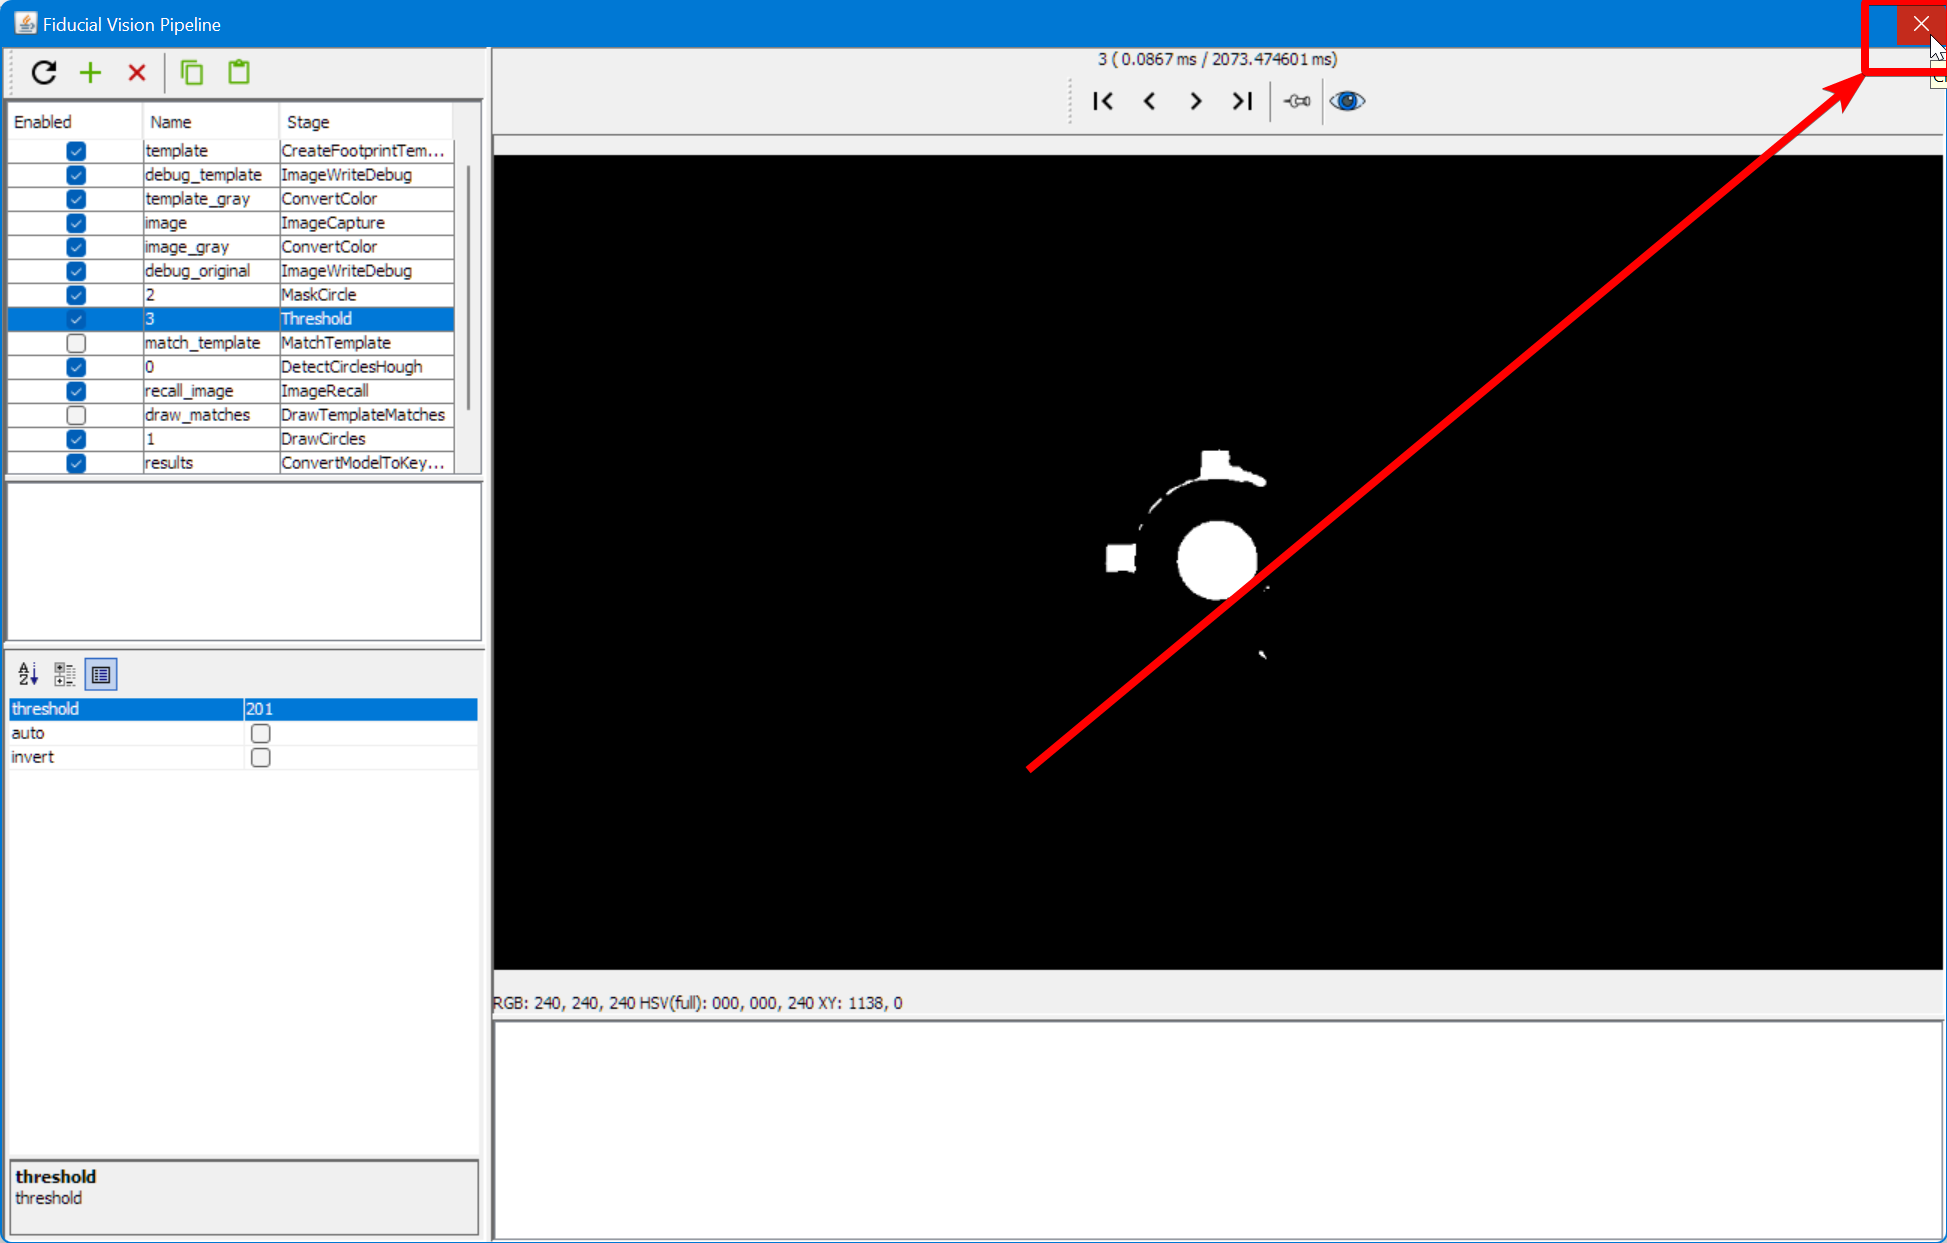 Fiducial Vision Pipeline
3 ( 0.0867 ms / 2073.474601 ms)
Enabled Name Stage
template CreateFootprintTem...
debug_template ImageWriteDebug
template_gray ConvertColor
image ImageCapture
image_gray ConvertColor
debug_original ImageWriteDebug
2 MaskCircle
3 Threshold
match_template MatchTemplate
0 DetectCirclesHough
recall_image ImageRecall
draw_matches DrawTemplateMatches
1 DrawCircles
results ConvertModelToKey...
threshold 201
auto
invert
RGB: 240, 240, 240 HSV(full): 000, 000, 240 XY: 1138, 0
threshold
threshold